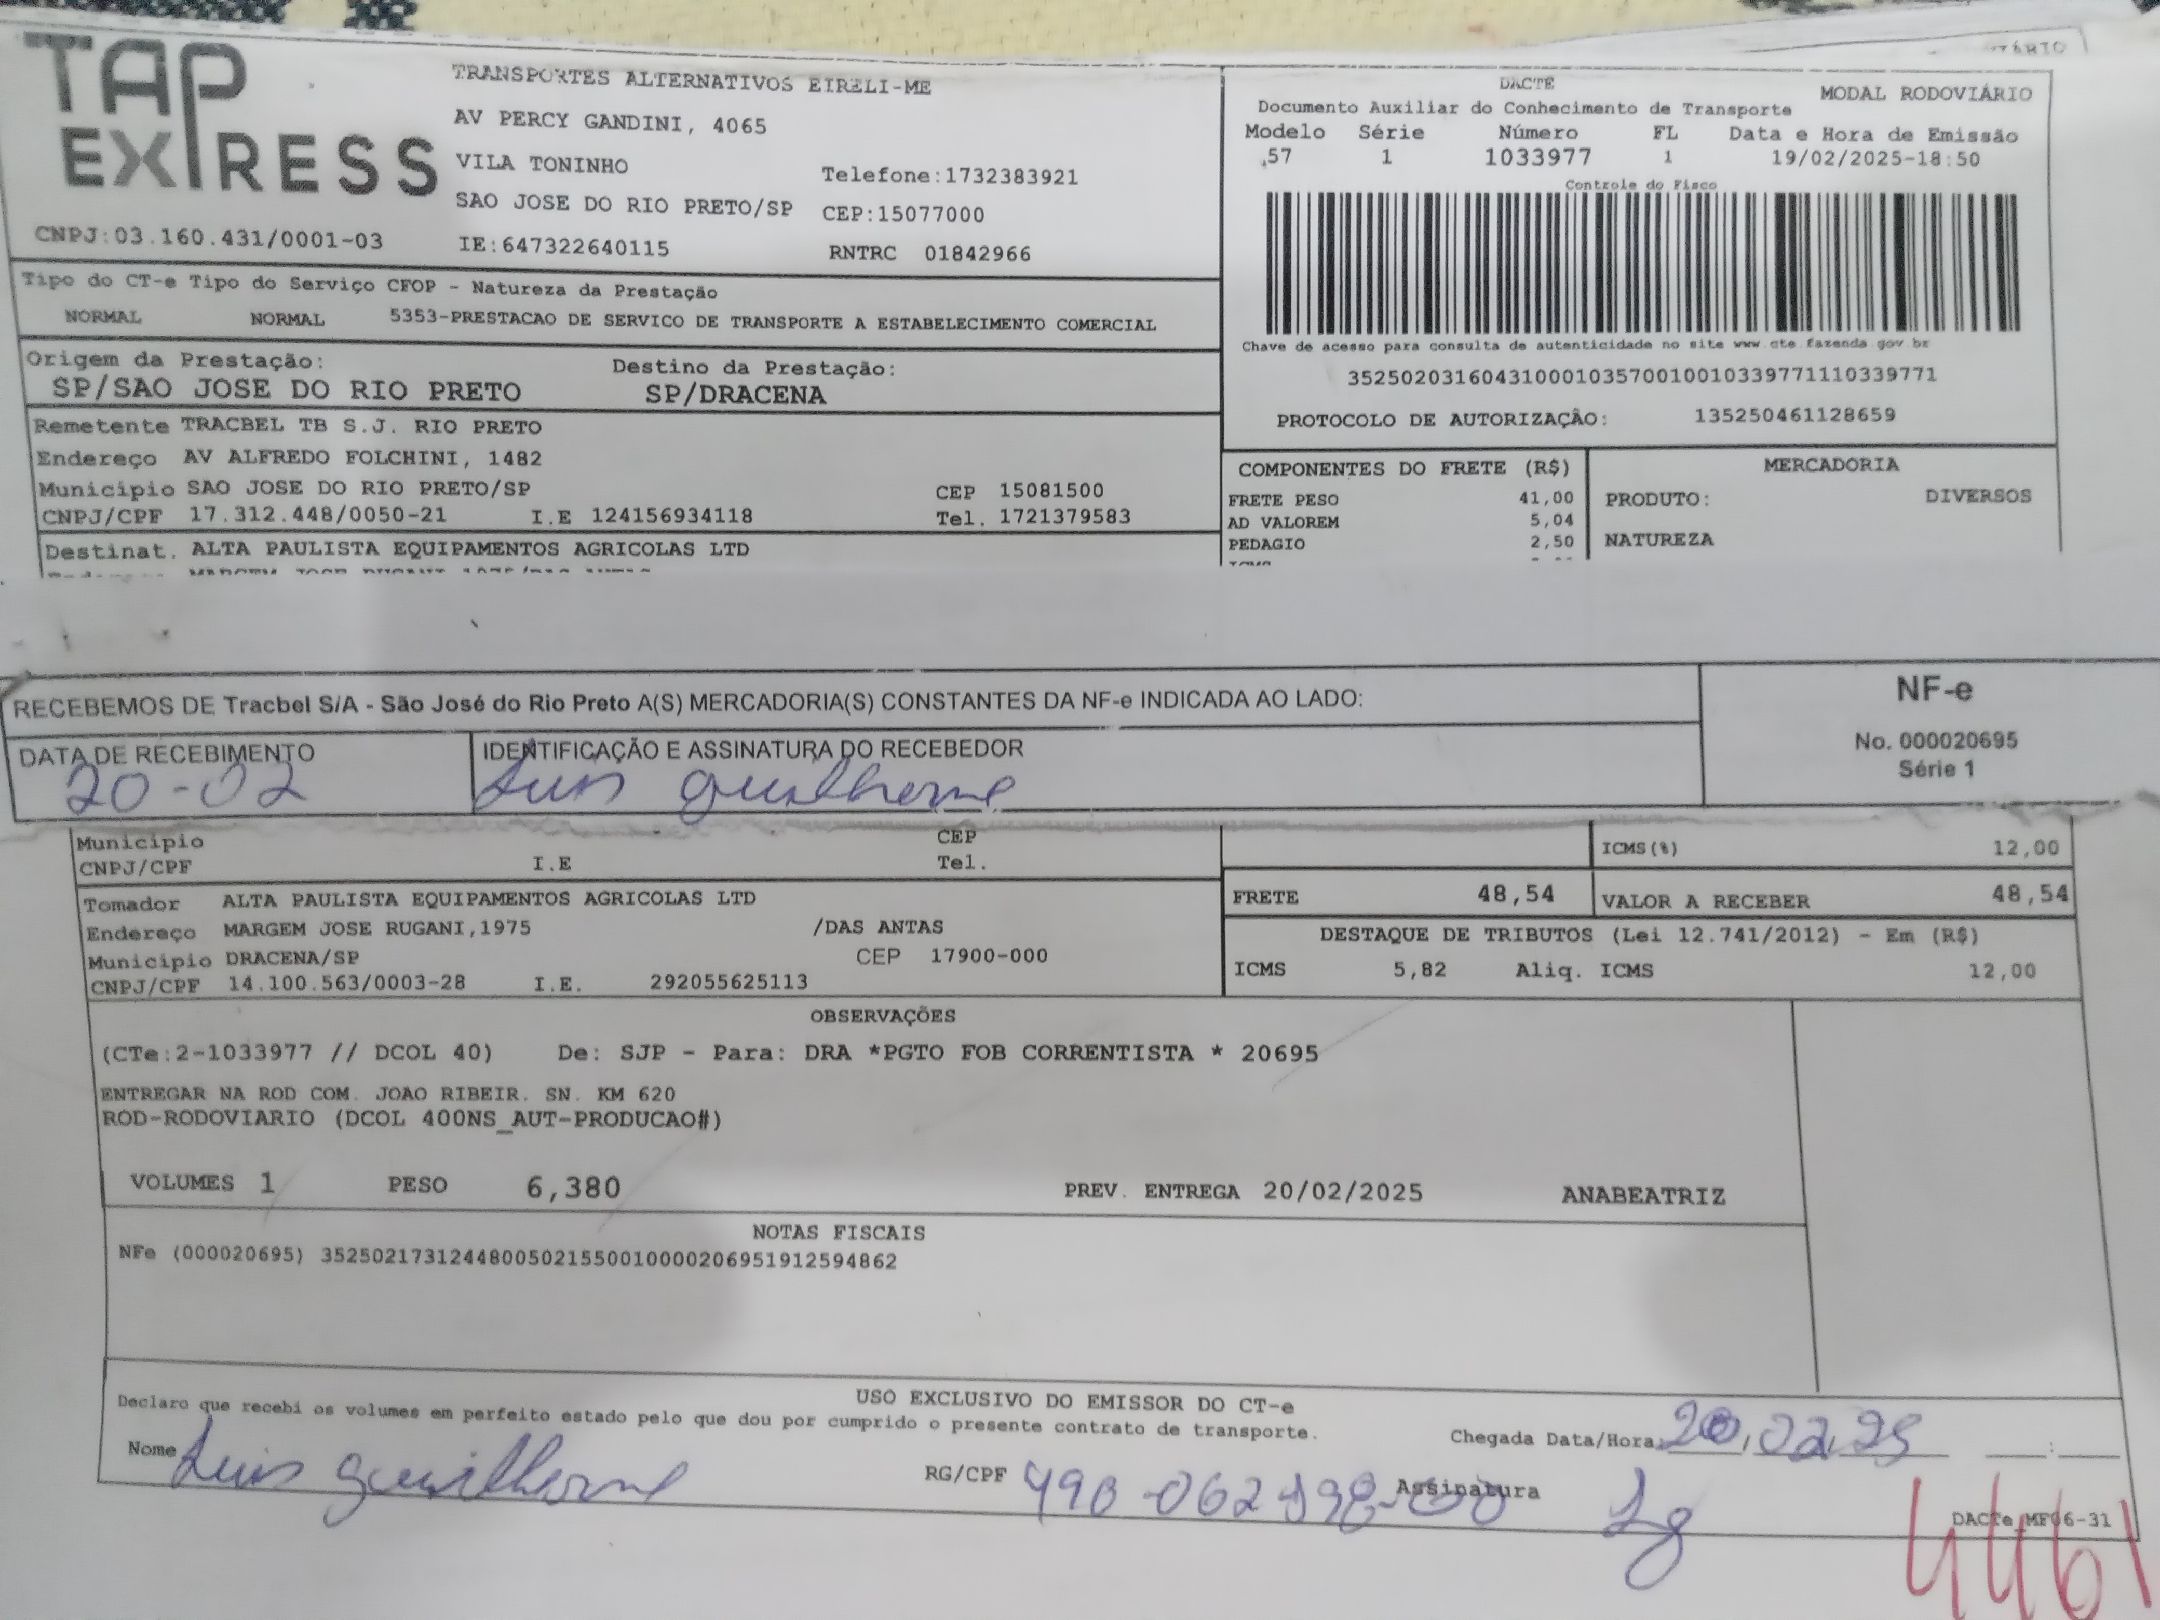 TAP
EXPRESS
CNPJ:03.160.431/0001-03
TRANSPORTES ALTERNATIVOS EIRELI-ME
AV PERCY GANDINI, 4065
VILA TONINHO
Telefone:1732383921
SAO JOSE DO RIO PRETO/SP CEP:15077000
IE:647322640115 RNTRC 01842966
DACTE MODAL RODOVIÁRIO
Documento Auxiliar do Conhecimento de Transporte
Modelo Série Número FL Data e Hora de Emissão
57 1 1033977 1 19/02/2025-18:50
Controle do Fisco
Chave de acesso para consulta de autenticidade no site www.cte.fazenda.gov.br
35250203160431000103570010010339771110339771
PROTOCOLO DE AUTORIZAÇÃO: 135250461128659
Tipo do CT-e Tipo do Serviço CFOP - Natureza da Prestação
NORMAL NORMAL 5353-PRESTACAO DE SERVICO DE TRANSPORTE A ESTABELECIMENTO COMERCIAL
Origem da Prestação: Destino da Prestação:
SP/SAO JOSE DO RIO PRETO SP/DRACENA
Remetente TRACBEL TB S.J. RIO PRETO
Endereço AV ALFREDO FOLCHINI, 1482
Municipio SAO JOSE DO RIO PRETO/SP CEP 15081500
CNPJ/CPF 17.312.448/0050-21 I.E 124156934118 Tel. 1721379583
Destinat. ALTA PAULISTA EQUIPAMENTOS AGRICOLAS LTD
COMPONENTES DO FRETE (R$) MERCADORIA
FRETE PESO 41,00 PRODUTO: DIVERSOS
AD VALOREM 5,04
PEDAGIO 2,50 NATUREZA
RECEBEMOS DE Tracbel S/A - São José do Rio Preto A(S) MERCADORIA(S) CONSTANTES DA NF-e INDICADA AO LADO:
NF-e
No. 000020695
Série 1
DATA DE RECEBIMENTO IDENTIFICAÇÃO E ASSINATURA DO RECEBEDOR
20-02 Luis guilherme
Municipio CEP
CNPJ/CPF I.E Tel.
ICMS(%) 12,00
Tomador ALTA PAULISTA EQUIPAMENTOS AGRICOLAS LTD
Endereço MARGEM JOSE RUGANI,1975 /DAS ANTAS
Municipio DRACENA/SP CEP 17900-000
CNPJ/CPF 14.100.563/0003-28 I.E. 292055625113
FRETE 48,54 VALOR A RECEBER 48,54
DESTAQUE DE TRIBUTOS (Lei 12.741/2012) - Em (R$)
ICMS 5,82 Aliq. ICMS 12,00
OBSERVAÇÕES
(CTe:2-1033977 // DCOL 40) De: SJP - Para: DRA *PGTO FOB CORRENTISTA * 20695
ENTREGAR NA ROD COM. JOAO RIBEIR. SN. KM 620
ROD-RODOVIARIO (DCOL 400NS_AUT-PRODUCAO#)
VOLUMES 1 PESO 6,380 PREV. ENTREGA 20/02/2025 ANABEATRIZ
NOTAS FISCAIS
NFe (000020695) 35250217312448005021550010000206951912594862
USO EXCLUSIVO DO EMISSOR DO CT-e
Declaro que recebi os volumes em perfeito estado pelo que dou por cumprido o presente contrato de transporte.
Chegada Data/Hora 20, 02 25 :
Nome Luis guilherme RG/CPF Assinatura Lg
DACTe_MF06-31
4461